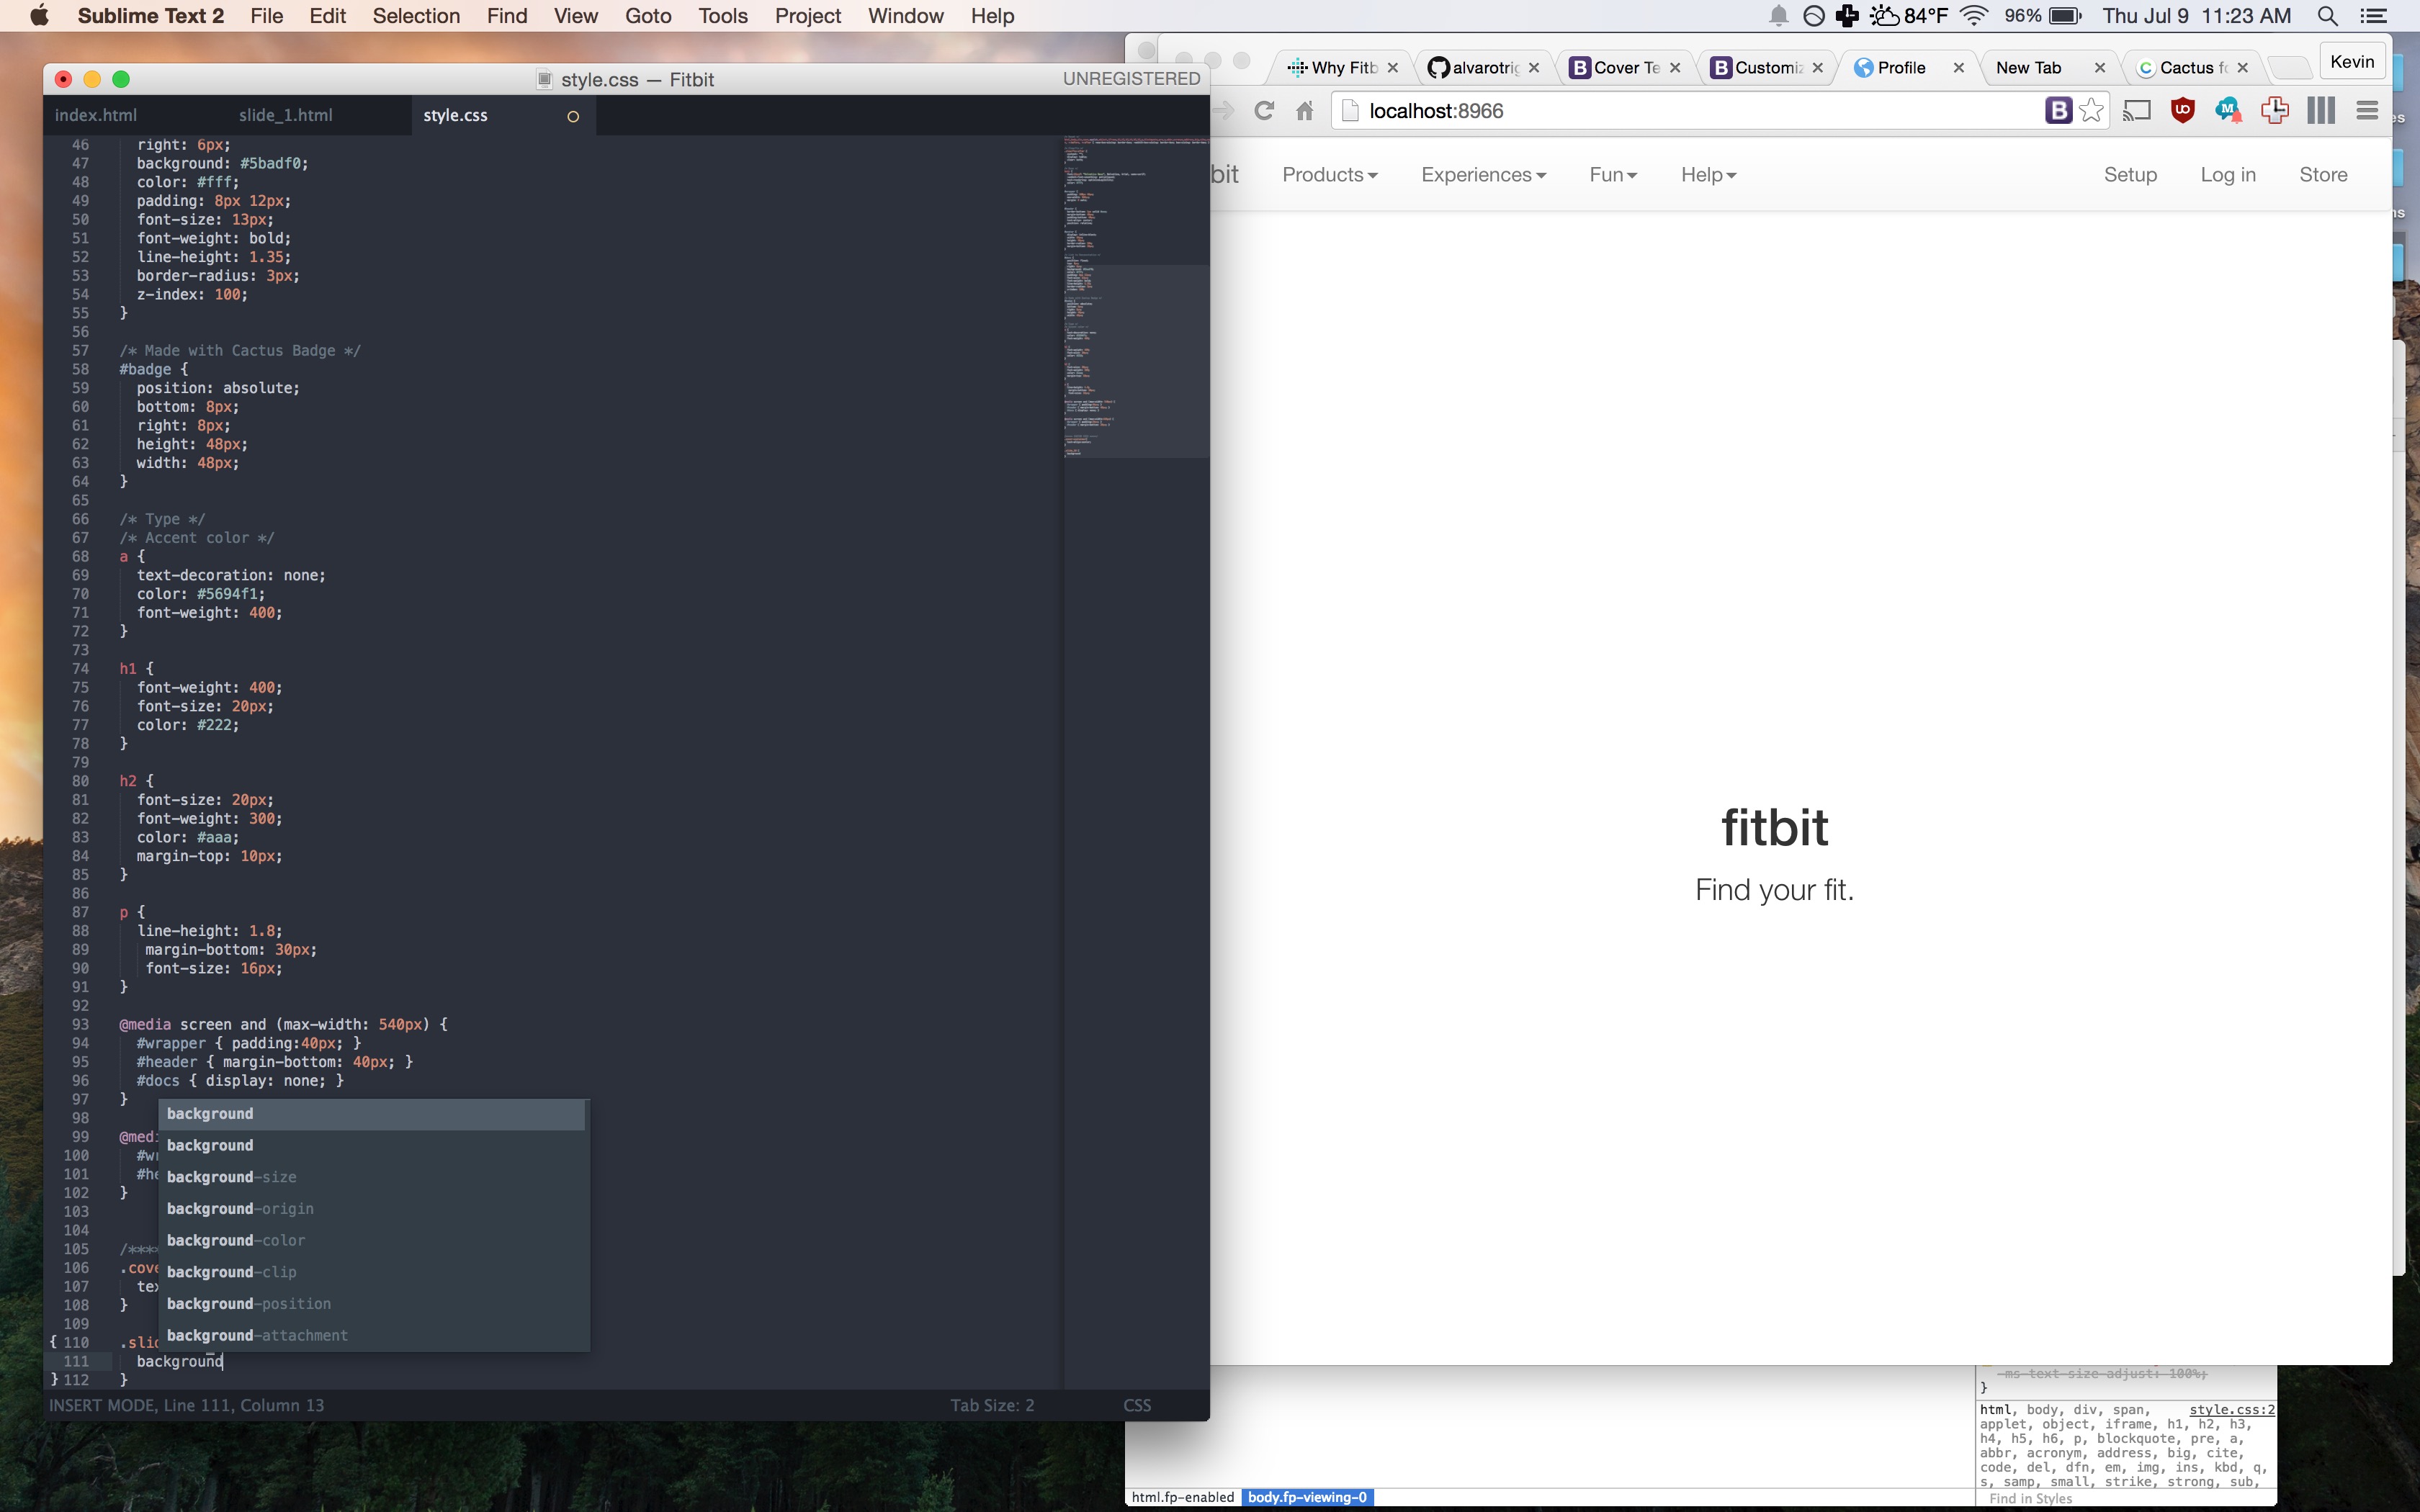 Sublime Text 2 File Edit Selection Find View Goto Tools Project Window Help 84°F 96% Thu Jul 9 11:23 AM
style.css — Fitbit UNREGISTERED
index.html slide_1.html style.css
46 right: 6px;
47 background: #5badf0;
48 color: #fff;
49 padding: 8px 12px;
50 font-size: 13px;
51 font-weight: bold;
52 line-height: 1.35;
53 border-radius: 3px;
54 z-index: 100;
55 }
56
57 /* Made with Cactus Badge */
58 #badge {
59 position: absolute;
60 bottom: 8px;
61 right: 8px;
62 height: 48px;
63 width: 48px;
64 }
65
66 /* Type */
67 /* Accent color */
68 a {
69 text-decoration: none;
70 color: #5694f1;
71 font-weight: 400;
72 }
73
74 h1 {
75 font-weight: 400;
76 font-size: 20px;
77 color: #222;
78 }
79
80 h2 {
81 font-size: 20px;
82 font-weight: 300;
83 color: #aaa;
84 margin-top: 10px;
85 }
86
87 p {
88 line-height: 1.8;
89 margin-bottom: 30px;
90 font-size: 16px;
91 }
92
93 @media screen and (max-width: 540px) {
94 #wrapper { padding:40px; }
95 #header { margin-bottom: 40px; }
96 #docs { display: none; }
97 }
98
99 @medi
100 #wr
101 #he
102 }
103
104
105 /****
106 .cove
107 tex
108 }
109
{ 110 .slid
111 background
} 112 }
background
background
background-size
background-origin
background-color
background-clip
background-position
background-attachment
INSERT MODE, Line 111, Column 13 Tab Size: 2 CSS
Why Fitb alvarotrig B Cover Te B Customiz Profile New Tab C Cactus fo Kevin
localhost:8966 B
bit Products Experiences Fun Help Setup Log in Store
fitbit
Find your fit.
-ms-text-size-adjust: 100%;
}
html, body, div, span, style.css:2
applet, object, iframe, h1, h2, h3,
h4, h5, h6, p, blockquote, pre, a,
abbr, acronym, address, big, cite,
code, del, dfn, em, img, ins, kbd, q,
s, samp, small, strike, strong, sub,
Find in Styles
html.fp-enabled body.fp-viewing-0